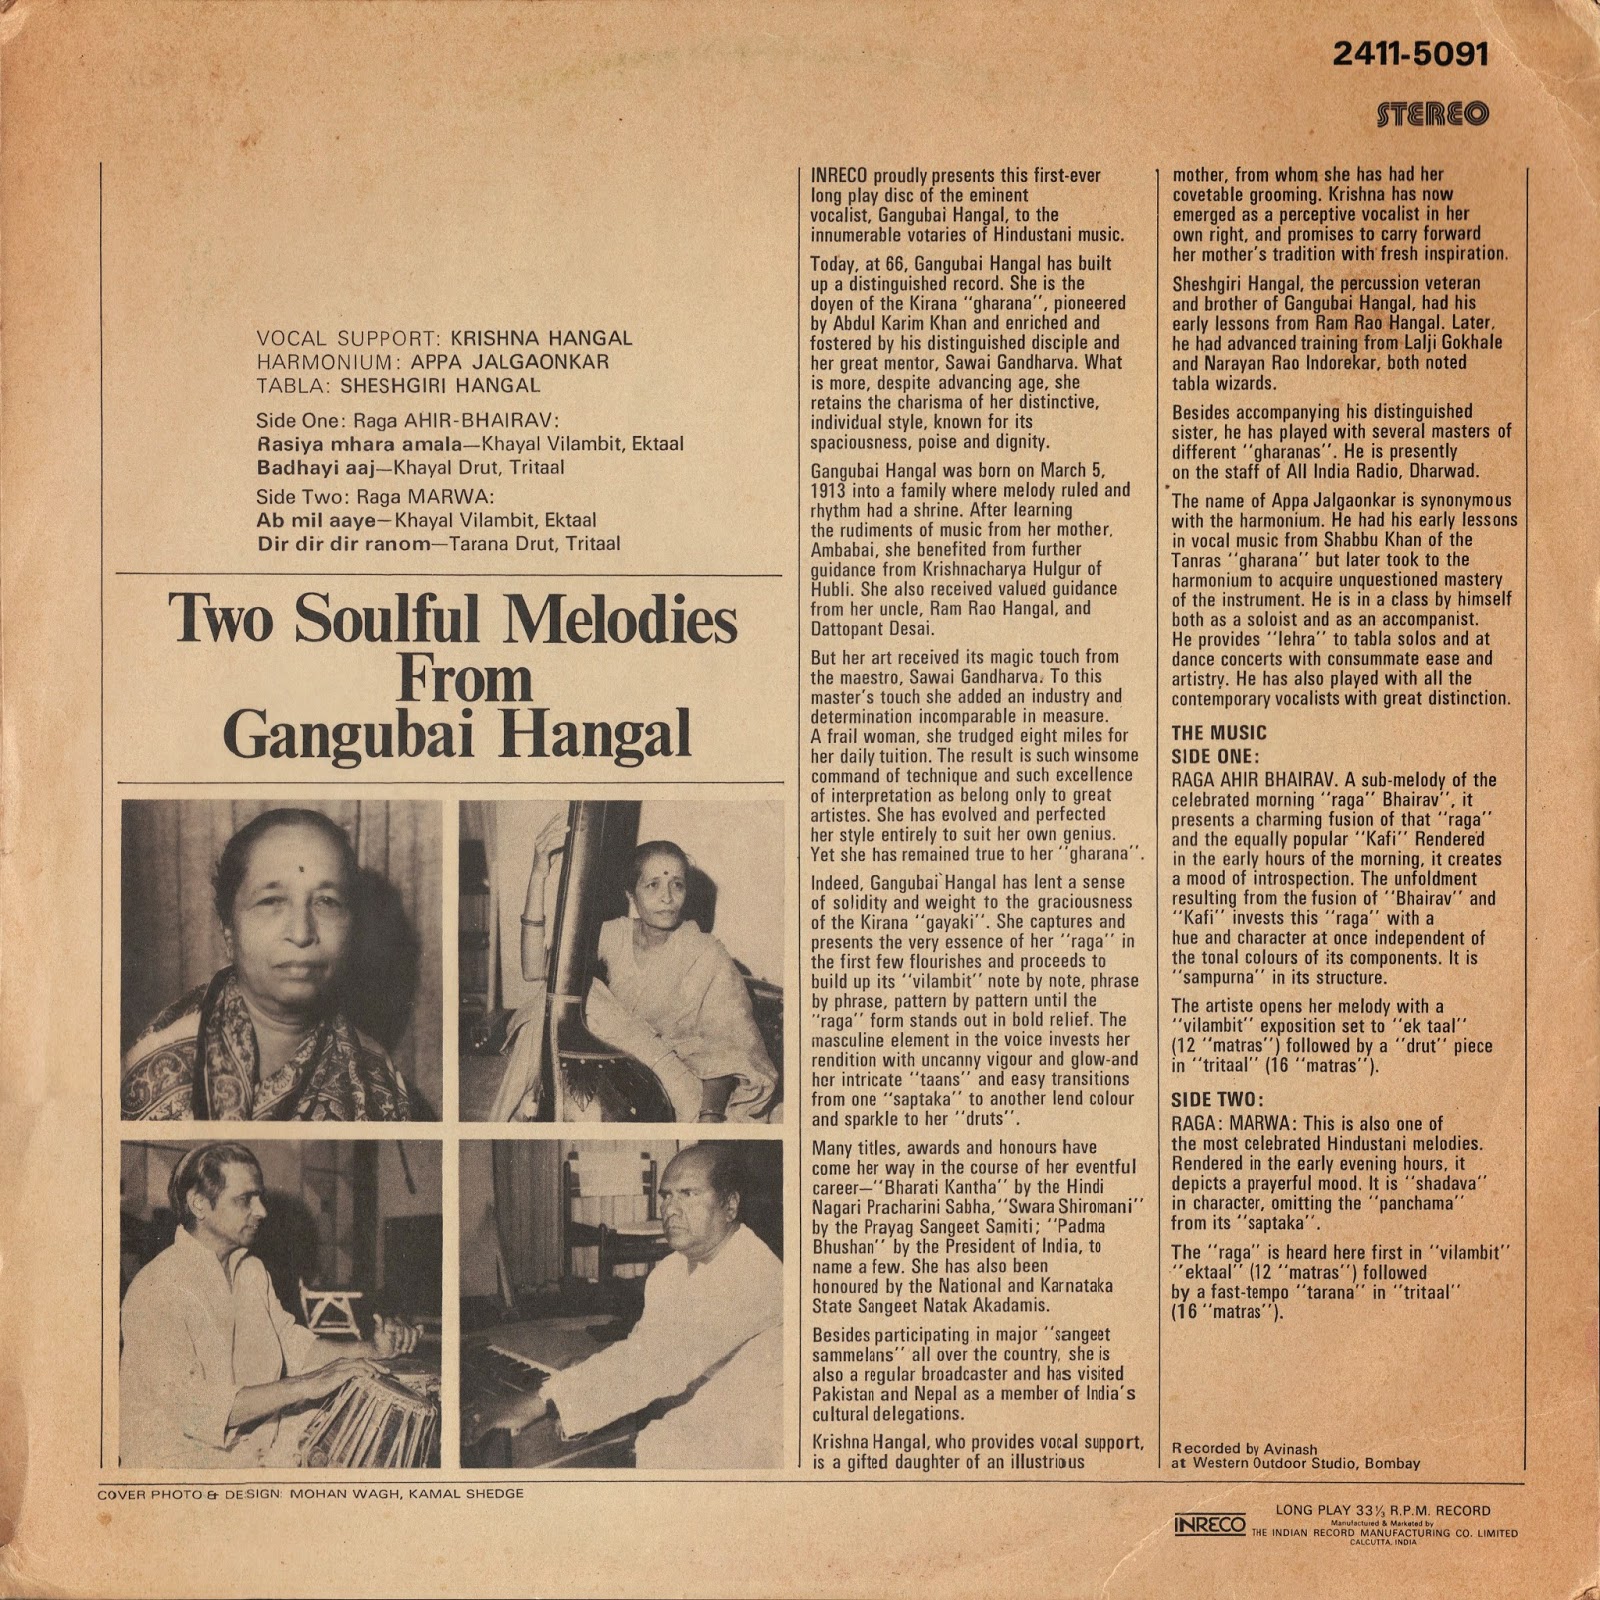 2411-5091
STEREO
VOCAL SUPPORT: KRISHNA HANGAL
HARMONIUM: APPA JALGAONKAR
TABLA: SHESHGIRI HANGAL
Side One: Raga AHIR-BHAIRAV:
Rasiya mhara amala—Khayal Vilambit, Ektaal
Badhayi aaj—Khayal Drut, Tritaal
Side Two: Raga MARWA:
Ab mil aaye—Khayal Vilambit, Ektaal
Dir dir dir ranom—Tarana Drut, Tritaal
Two Soulful Melodies
From
Gangubai Hangal
INRECO proudly presents this first-ever
long play disc of the eminent
vocalist, Gangubai Hangal, to the
innumerable votaries of Hindustani music.
Today, at 66, Gangubai Hangal has built
up a distinguished record. She is the
doyen of the Kirana "gharana", pioneered
by Abdul Karim Khan and enriched and
fostered by his distinguished disciple and
her great mentor, Sawai Gandharva. What
is more, despite advancing age, she
retains the charisma of her distinctive,
individual style, known for its
spaciousness, poise and dignity.
Gangubai Hangal was born on March 5,
1913 into a family where melody ruled and
rhythm had a shrine. After learning
the rudiments of music from her mother,
Ambabai, she benefited from further
guidance from Krishnacharya Hulgur of
Hubli. She also received valued guidance
from her uncle, Ram Rao Hangal, and
Dattopant Desai.
But her art received its magic touch from
the maestro, Sawai Gandharva. To this
master's touch she added an industry and
determination incomparable in measure.
A frail woman, she trudged eight miles for
her daily tuition. The result is such winsome
command of technique and such excellence
of interpretation as belong only to great
artistes. She has evolved and perfected
her style entirely to suit her own genius.
Yet she has remained true to her "gharana".
Indeed, Gangubai Hangal has lent a sense
of solidity and weight to the graciousness
of the Kirana "gayaki". She captures and
presents the very essence of her "raga" in
the first few flourishes and proceeds to
build up its "vilambit" note by note, phrase
by phrase, pattern by pattern until the
"raga" form stands out in bold relief. The
masculine element in the voice invests her
rendition with uncanny vigour and glow-and
her intricate "taans" and easy transitions
from one "saptaka" to another lend colour
and sparkle to her "druts".
Many titles, awards and honours have
come her way in the course of her eventful
career—"Bharati Kantha" by the Hindi
Nagari Pracharini Sabha, "Swara Shiromani"
by the Prayag Sangeet Samiti; "Padma
Bhushan" by the President of India, to
name a few. She has also been
honoured by the National and Karnataka
State Sangeet Natak Akadamis.
Besides participating in major "sangeet
sammelans" all over the country, she is
also a regular broadcaster and has visited
Pakistan and Nepal as a member of India's
cultural delegations.
Krishna Hangal, who provides vocal support,
is a gifted daughter of an illustrious
mother, from whom she has had her
covetable grooming. Krishna has now
emerged as a perceptive vocalist in her
own right, and promises to carry forward
her mother's tradition with fresh inspiration.
Sheshgiri Hangal, the percussion veteran
and brother of Gangubai Hangal, had his
early lessons from Ram Rao Hangal. Later,
he had advanced training from Lalji Gokhale
and Narayan Rao Indorekar, both noted
tabla wizards.
Besides accompanying his distinguished
sister, he has played with several masters of
different "gharanas". He is presently
on the staff of All India Radio, Dharwad.
The name of Appa Jalgaonkar is synonymous
with the harmonium. He had his early lessons
in vocal music from Shabbu Khan of the
Tanras "gharana" but later took to the
harmonium to acquire unquestioned mastery
of the instrument. He is in a class by himself
both as a soloist and as an accompanist.
He provides "lehra" to tabla solos and at
dance concerts with consummate ease and
artistry. He has also played with all the
contemporary vocalists with great distinction.
THE MUSIC
SIDE ONE:
RAGA AHIR BHAIRAV. A sub-melody of the
celebrated morning "raga" Bhairav", it
presents a charming fusion of that "raga"
and the equally popular "Kafi" Rendered
in the early hours of the morning, it creates
a mood of introspection. The unfoldment
resulting from the fusion of "Bhairav" and
"Kafi" invests this "raga" with a
hue and character at once independent of
the tonal colours of its components. It is
"sampurna" in its structure.
The artiste opens her melody with a
"vilambit" exposition set to "ek taal"
(12 "matras") followed by a "drut" piece
in "tritaal" (16 "matras").
SIDE TWO:
RAGA: MARWA: This is also one of
the most celebrated Hindustani melodies.
Rendered in the early evening hours, it
depicts a prayerful mood. It is "shadava"
in character, omitting the "panchama"
from its "saptaka".
The "raga" is heard here first in "vilambit"
"ektaal" (12 "matras") followed
by a fast-tempo "tarana" in "tritaal"
(16 "matras").
Recorded by Avinash
at Western Outdoor Studio, Bombay
COVER PHOTO & DESIGN: MOHAN WAGH, KAMAL SHEDGE
INRECO
LONG PLAY 33⅓ R.P.M. RECORD
Manufactured & Marketed by
THE INDIAN RECORD MANUFACTURING CO. LIMITED
CALCUTTA, INDIA